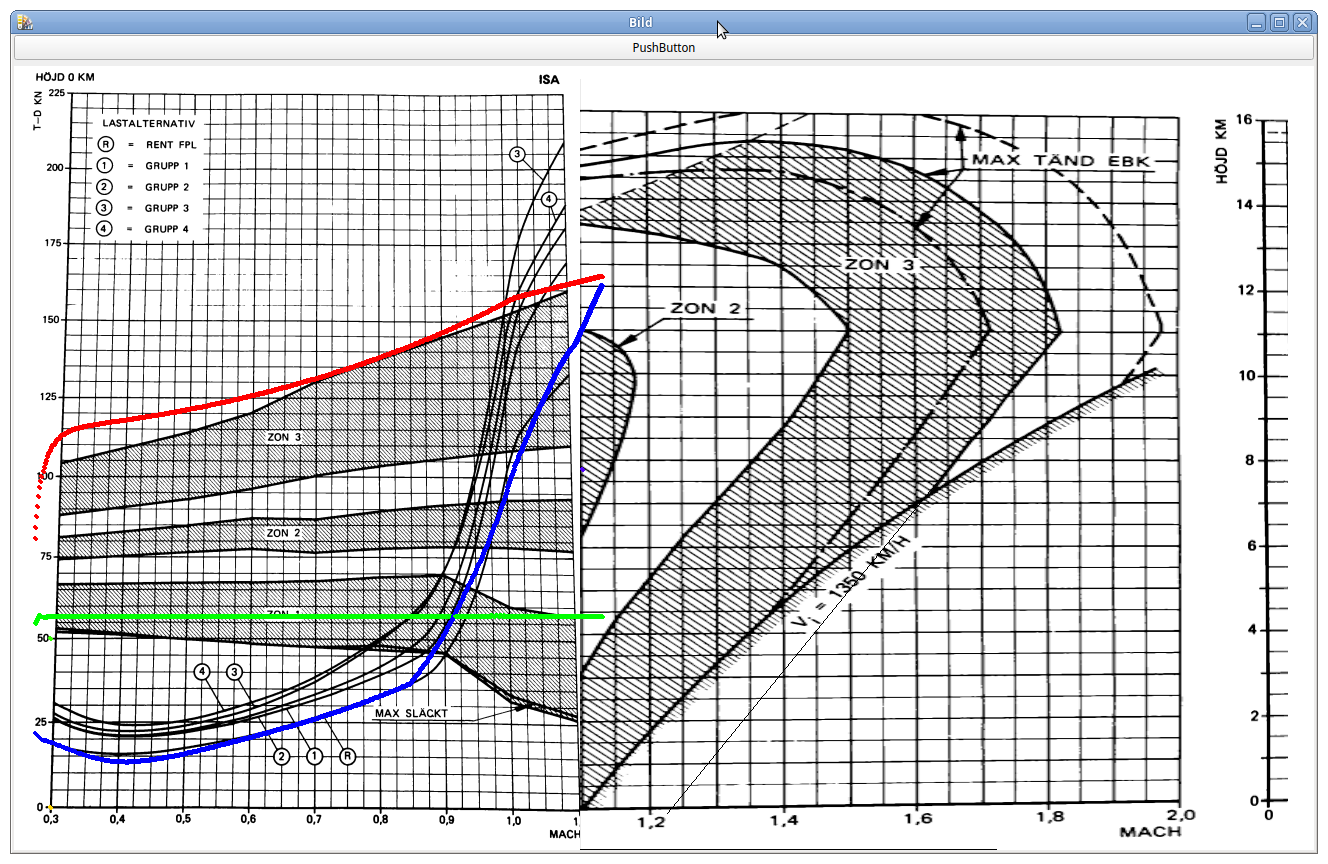 Bild
PushButton
HÖJD 0 KM
ISA
T–D KN
225
200
175
150
125
100
75
50
25
0
LASTALTERNATIV
R = RENT FPL
1 = GRUPP 1
2 = GRUPP 2
3 = GRUPP 3
4 = GRUPP 4
3
4
ZON 3
ZON 2
ZON 1
4
3
MAX SLÄCKT
2
1
R
0,3
0,4
0,5
0,6
0,7
0,8
0,9
1,0
1,
MACH
MAX TÄND EBK
ZON 3
ZON 2
Vi = 1350 KM/H
1,2
1,4
1,6
1,8
2,0
MACH
HÖJD KM
16
14
12
10
8
6
4
2
0
0